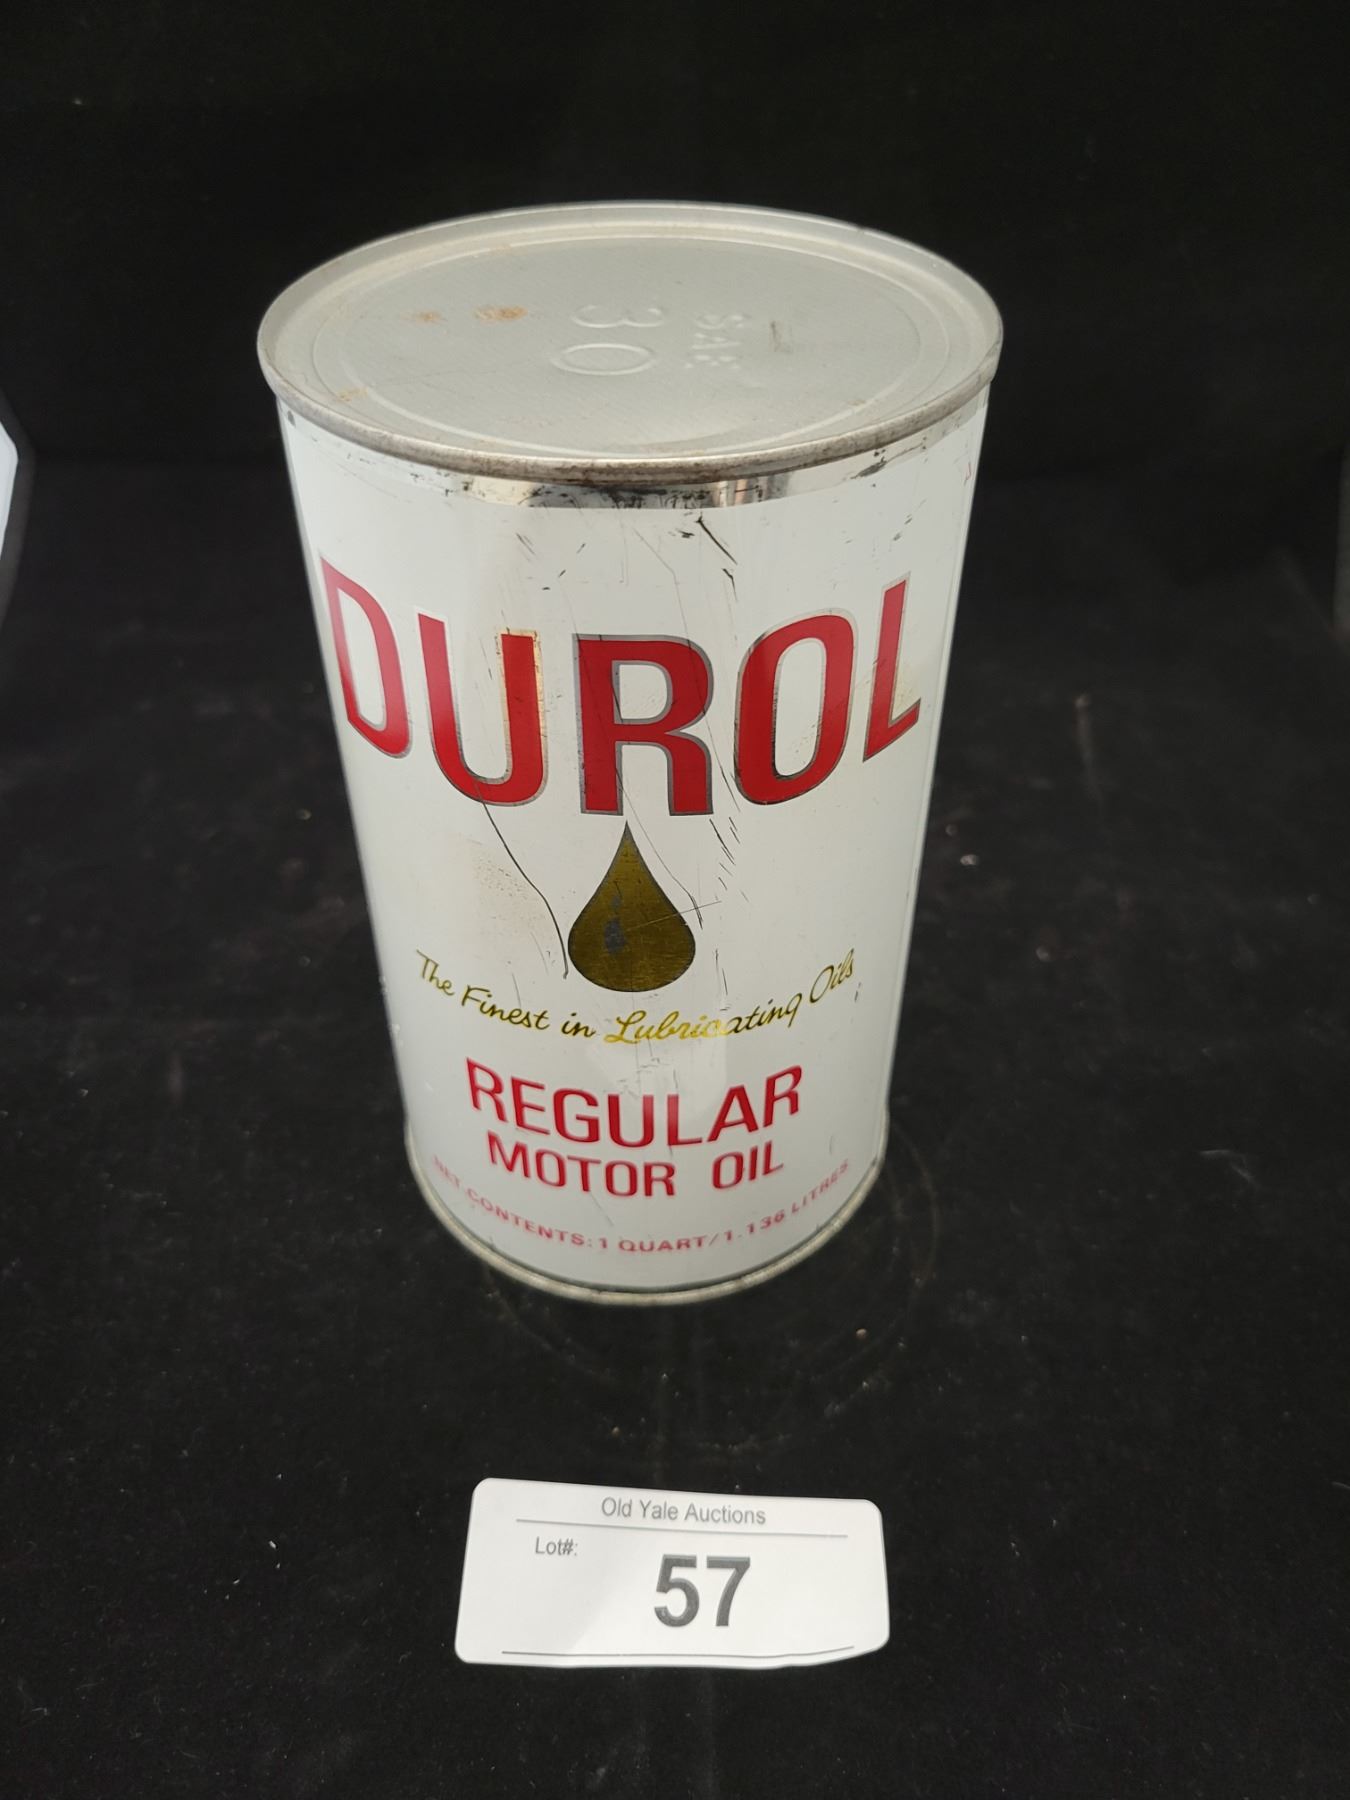 SAE
30
DUROL
The Finest in Lubricating Oils
REGULAR
MOTOR OIL
NET CONTENTS: 1 QUART/1.136 LITRES
Old Yale Auctions
Lot#:
57